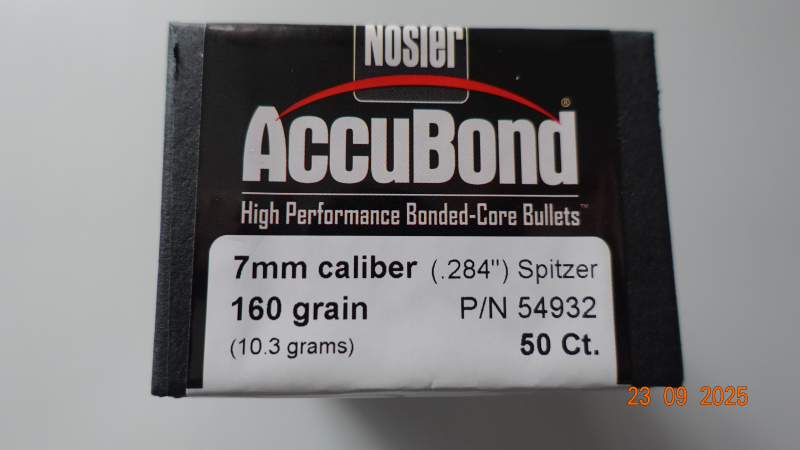 Nosler
AccuBond®
High Performance Bonded-Core Bullets™
7mm caliber (.284") Spitzer
160 grain P/N 54932
(10.3 grams) 50 Ct.
23 09 2025